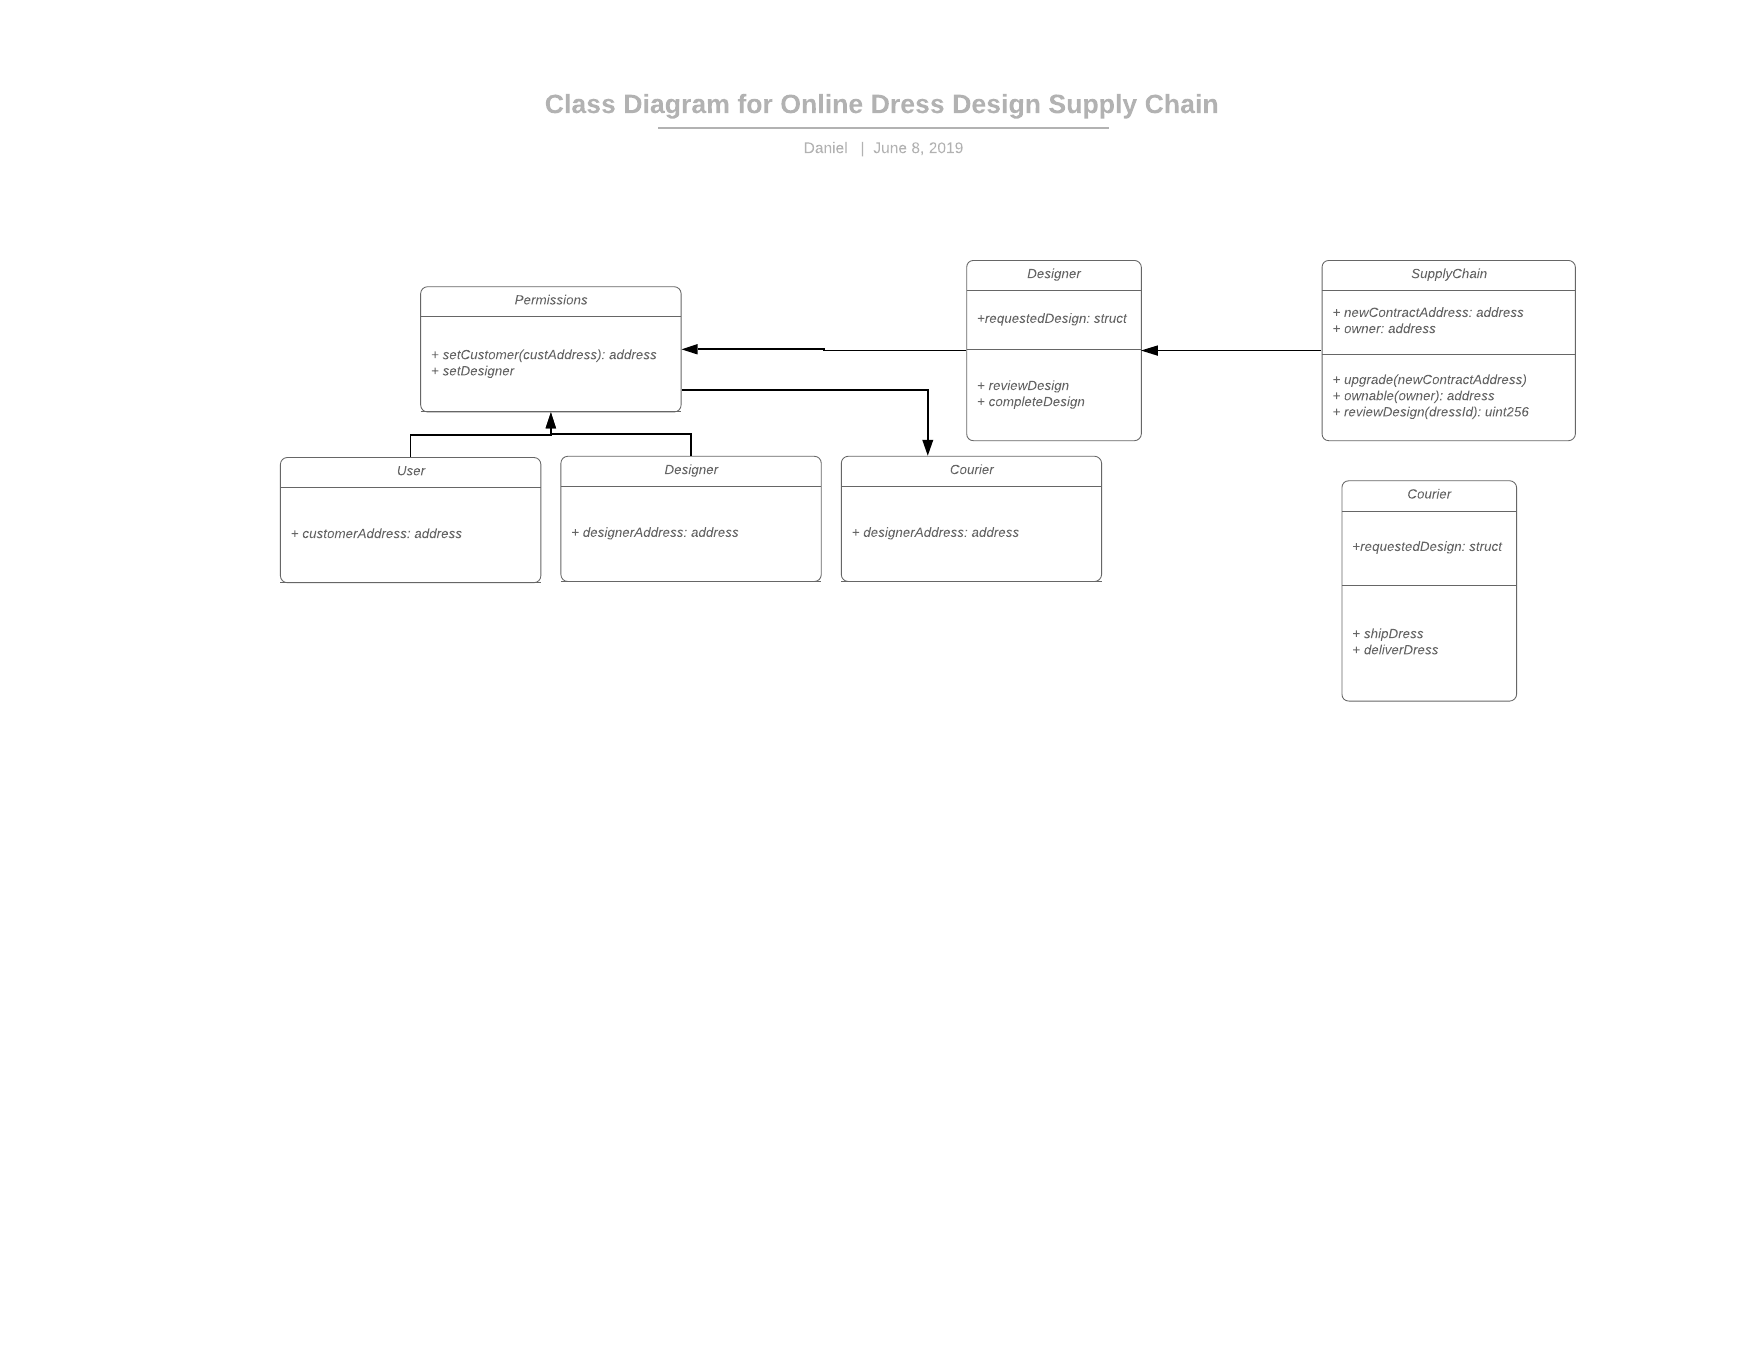 Class Diagram for Online Dress Design Supply Chain
Daniel | June 8, 2019
Permissions
+ setCustomer(custAddress): address
+ setDesigner
Designer
+requestedDesign: struct
+ reviewDesign
+ completeDesign
SupplyChain
+ newContractAddress: address
+ owner: address
+ upgrade(newContractAddress)
+ ownable(owner): address
+ reviewDesign(dressId): uint256
User
+ customerAddress: address
Designer
+ designerAddress: address
Courier
+ designerAddress: address
Courier
+requestedDesign: struct
+ shipDress
+ deliverDress